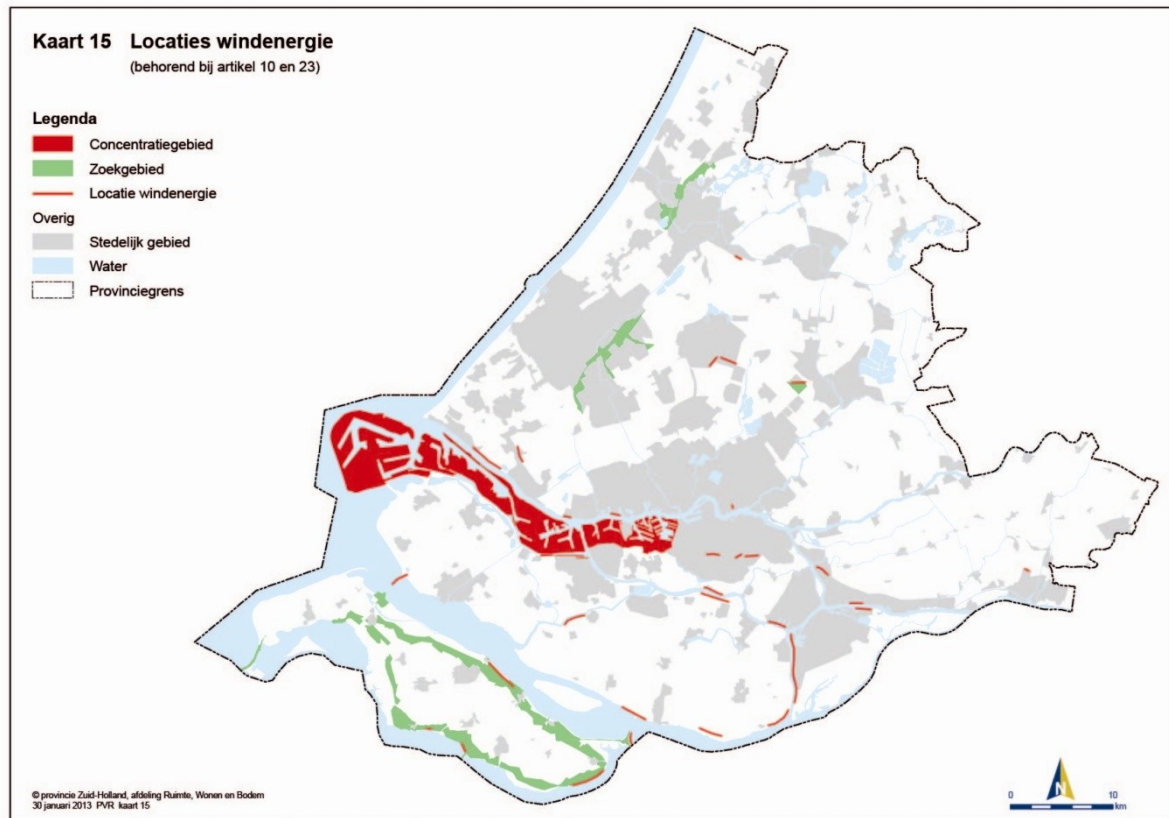 Kaart 15 Locaties windenergie
(behorend bij artikel 10 en 23)
Legenda
Concentratiegebied
Zoekgebied
Locatie windenergie
Overig
Stedelijk gebied
Water
Provinciegrens
© provincie Zuid-Holland, afdeling Ruimte, Wonen en Bodem
30 januari 2013 PVR kaart 15
N
0 10
km